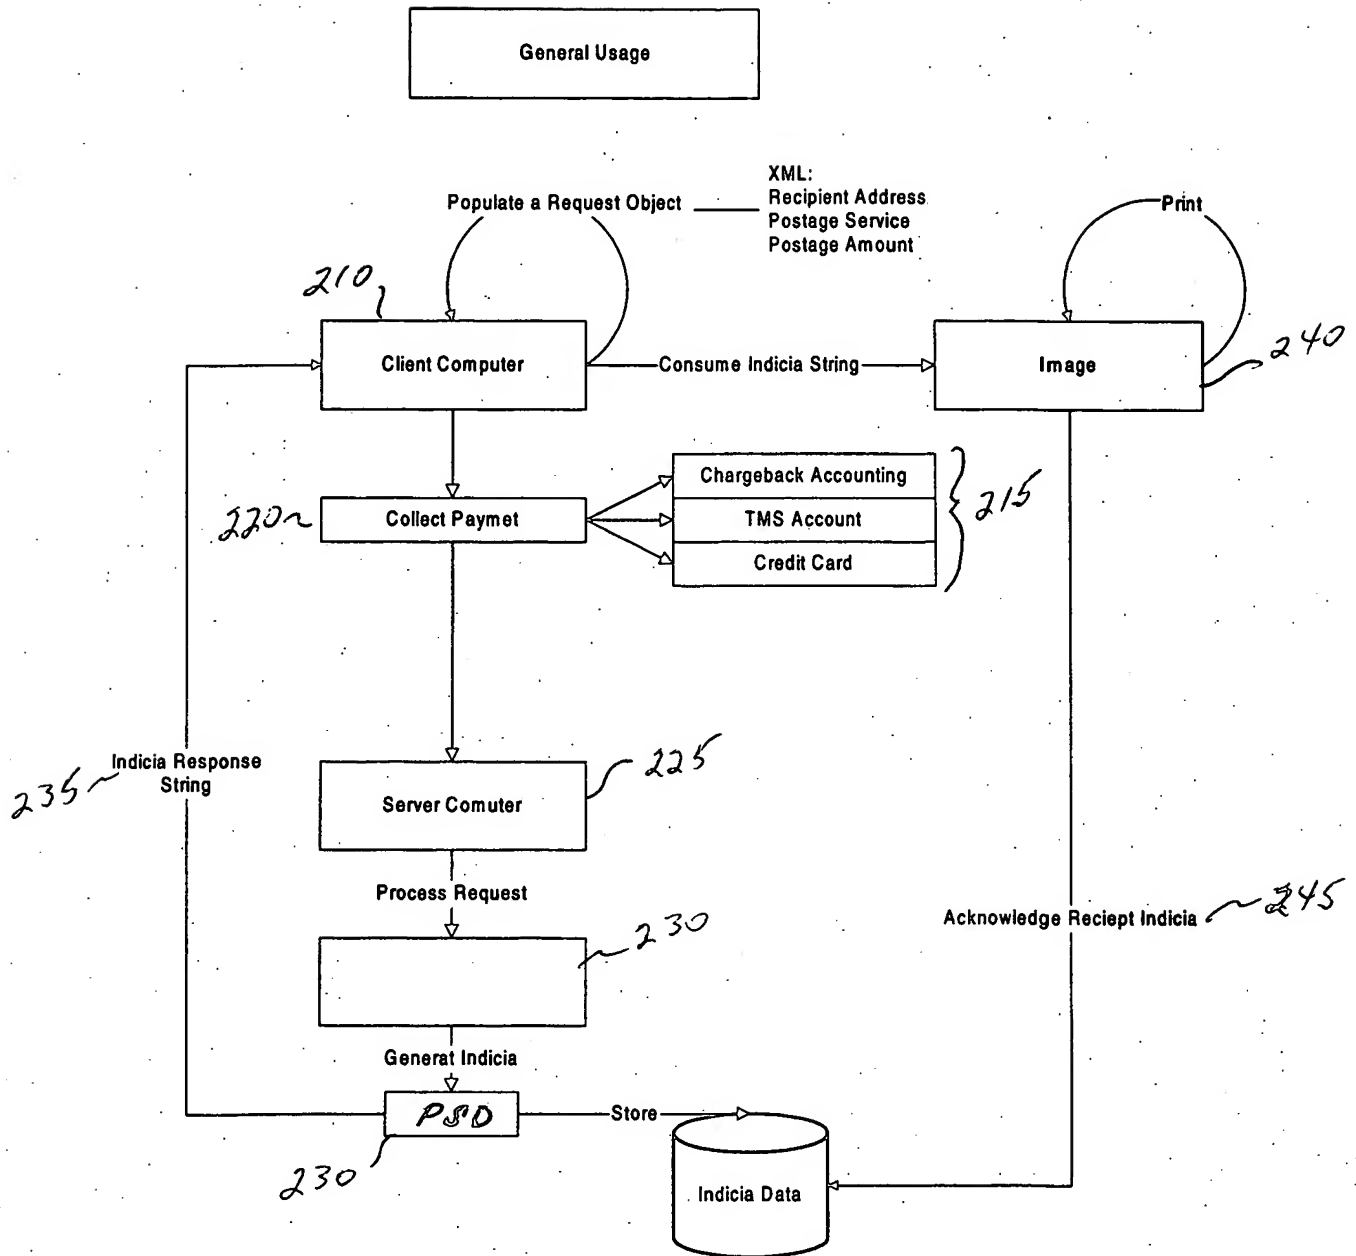 General Usage
XML:
Recipient Address
Postage Service
Postage Amount
Populate a Request Object
Print
210
Client Computer
Consume Indicia String
Image
240
Chargeback Accounting
TMS Account
Credit Card
215
220
Collect Paymet
Indicia Response
String
235
Server Comuter
225
Process Request
230
Acknowledge Reciept Indicia
245
Generat Indicia
PSD
Store
230
Indicia Data